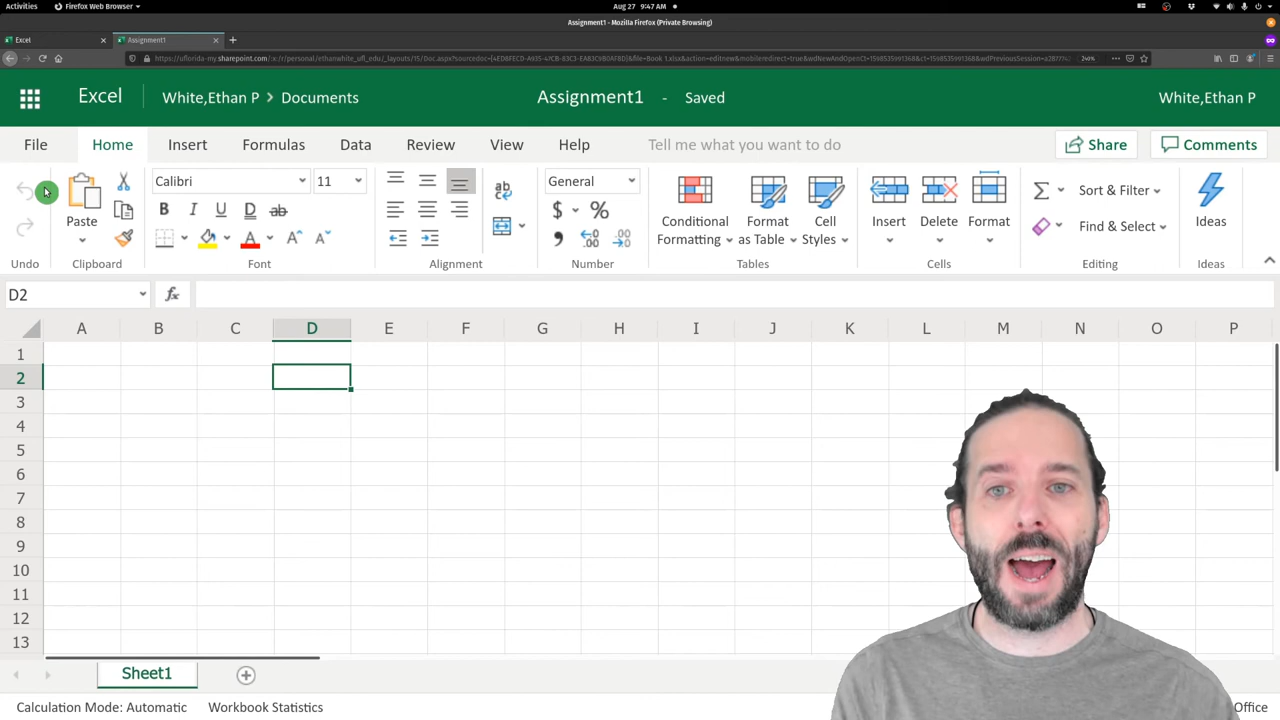 Activities Firefox Web Browser Aug 27 9:47 AM
Assignment1 - Mozilla Firefox (Private Browsing)
Excel × Assignment1 × +
240%
Excel White,Ethan P > Documents Assignment1 - Saved White,Ethan P
File Home Insert Formulas Data Review View Help Tell me what you want to do Share Comments
Calibri 11 General
Paste Conditional Formatting Format as Table Cell Styles Insert Delete Format Sort & Filter Find & Select Ideas
Undo Clipboard Font Alignment Number Tables Cells Editing Ideas
D2 fx
A B C D E F G H I J K L M N O P
1
2
3
4
5
6
7
8
9
10
11
12
13
Sheet1
Calculation Mode: Automatic Workbook Statistics Office